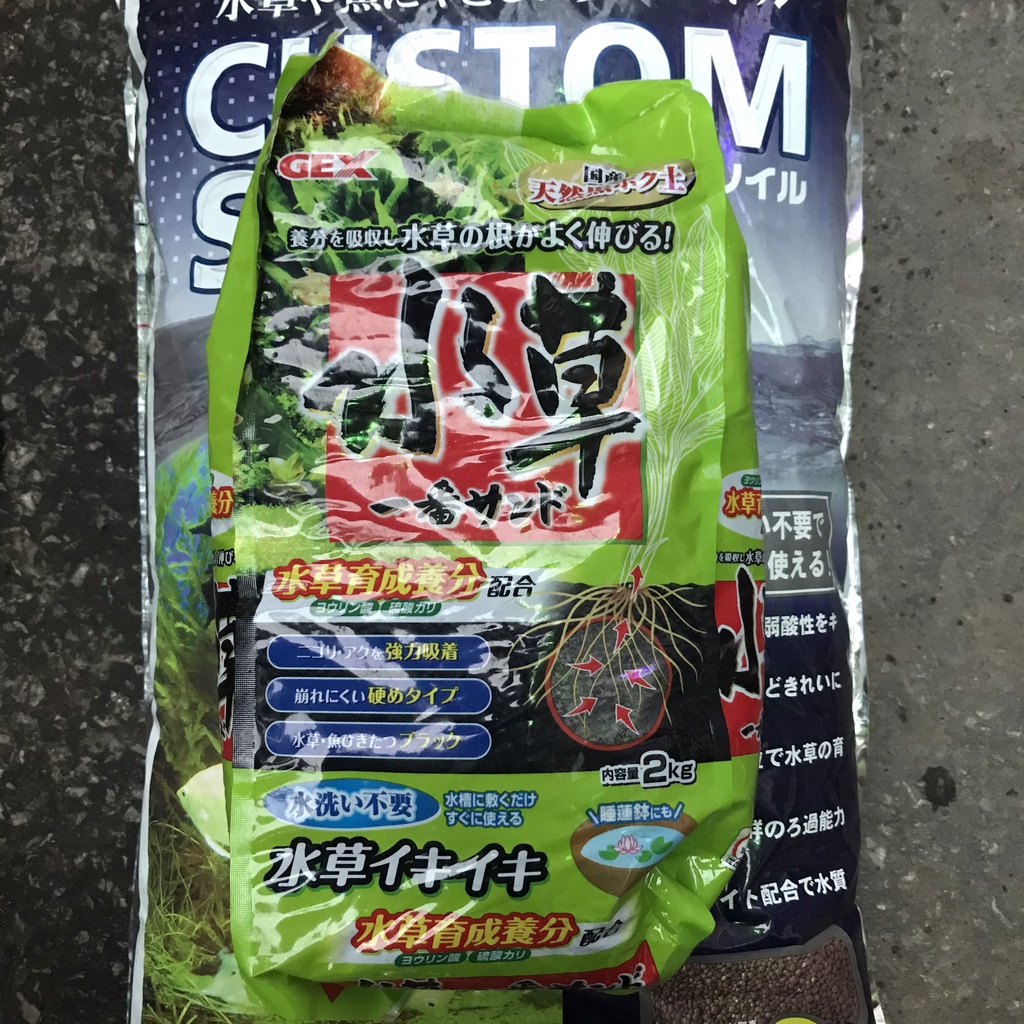 CUSTOM
GEX
国産
天然黒ボク土
ソイル
養分を吸収し水草の根がよく伸びる!
水草
一番サンド
水草育成養分配合
ヨウリン酸 硫酸カリ
ニゴリ・アクを強力吸着
崩れにくい硬めタイプ
水草・魚ひきたつブラック
内容量2kg
水洗い不要
水槽に敷くだけ
すぐに使える
睡蓮鉢にも
水草イキイキ
水草育成養分配合
ヨウリン酸 硫酸カリ
不要で
使える!
弱酸性をキ
どきれいに
で水草の育
群のろ過能力
イト配合で水質